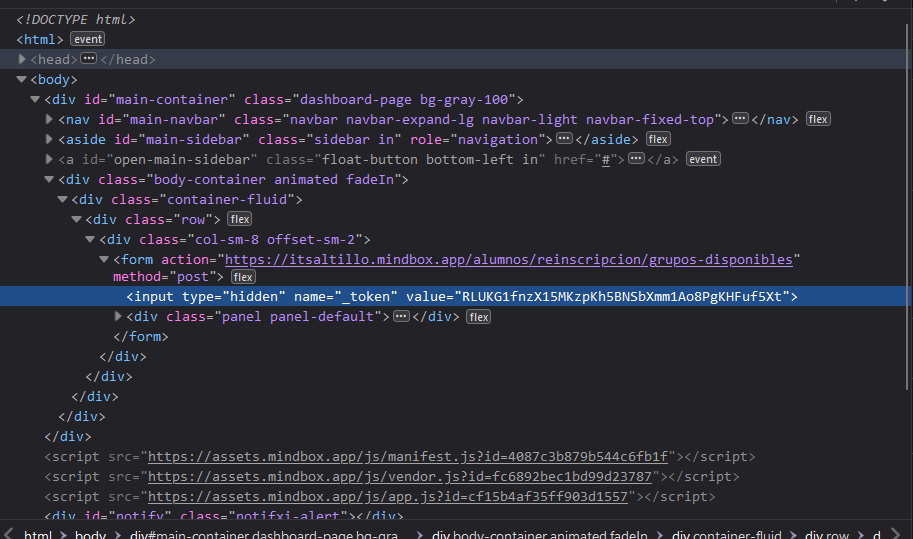 <!DOCTYPE html>
<html> event
<head> ••• </head>
<body>
<div id="main-container" class="dashboard-page bg-gray-100">
<nav id="main-navbar" class="navbar navbar-expand-lg navbar-light navbar-fixed-top"> ••• </nav> flex
<aside id="main-sidebar" class="sidebar in" role="navigation"> ••• </aside> flex
<a id="open-main-sidebar" class="float-button bottom-left in" href="#"> ••• </a> event
<div class="body-container animated fadeIn">
<div class="container-fluid">
<div class="row"> flex
<div class="col-sm-8 offset-sm-2">
<form action="https://itsaltillo.mindbox.app/alumnos/reinscripcion/grupos-disponibles"
method="post"> flex
<input type="hidden" name="_token" value="RLUKG1fnzX15MKzpKh5BNSbXmm1Ao8PgKHFuf5Xt">
<div class="panel panel-default"> ••• </div> flex
</form>
</div>
</div>
</div>
</div>
</div>
<script src="https://assets.mindbox.app/js/manifest.js?id=4087c3b879b544c6fb1f"></script>
<script src="https://assets.mindbox.app/js/vendor.js?id=fc6892bec1bd99d23787"></script>
<script src="https://assets.mindbox.app/js/app.js?id=cf15b4af35ff903d1557"></script>
<div id="notify" class="notifxi-alert"></div>
html > body > div#main-container.dashboard-page.bg-gra... > div.body-container.animated.fadeIn > div.container-fluid > div.row > d